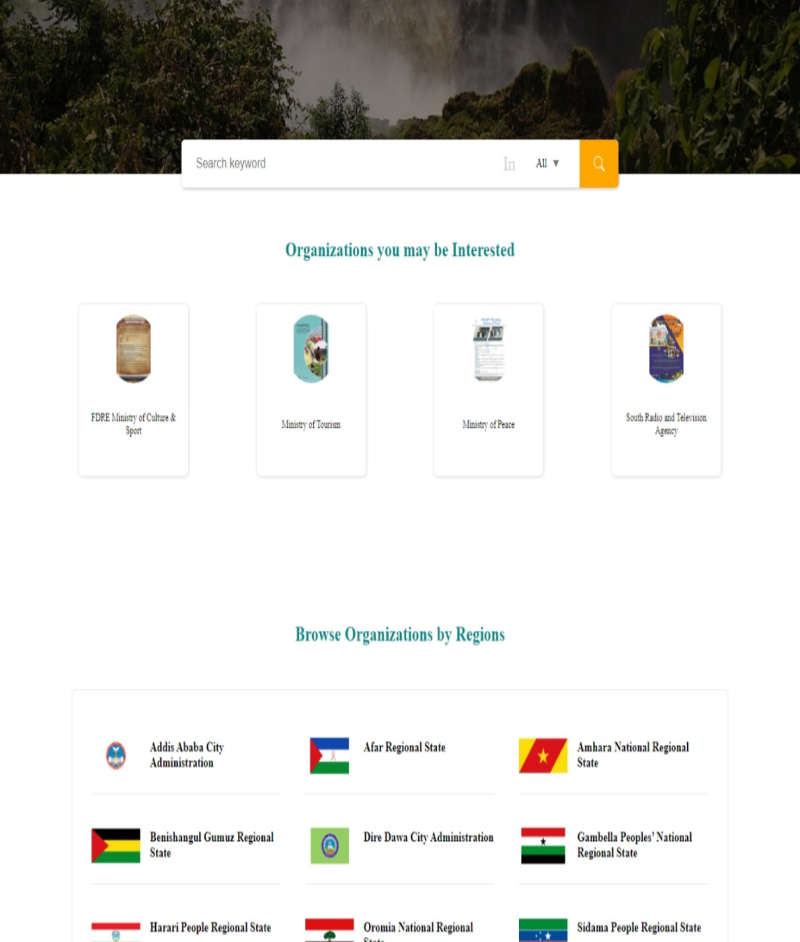 Search keyword
In
All
Organizations you may be Interested
FDRE Ministry of Culture &
Sport
Ministry of Tourism
Ministry of Peace
South Radio and Television
Agency
Browse Organizations by Regions
Addis Ababa City
Administration
Afar Regional State
Amhara National Regional
State
Benishangul Gumuz Regional
State
Dire Dawa City Administration
Gambella Peoples’ National
Regional State
Harari People Regional State
Oromia National Regional
State
Sidama People Regional State